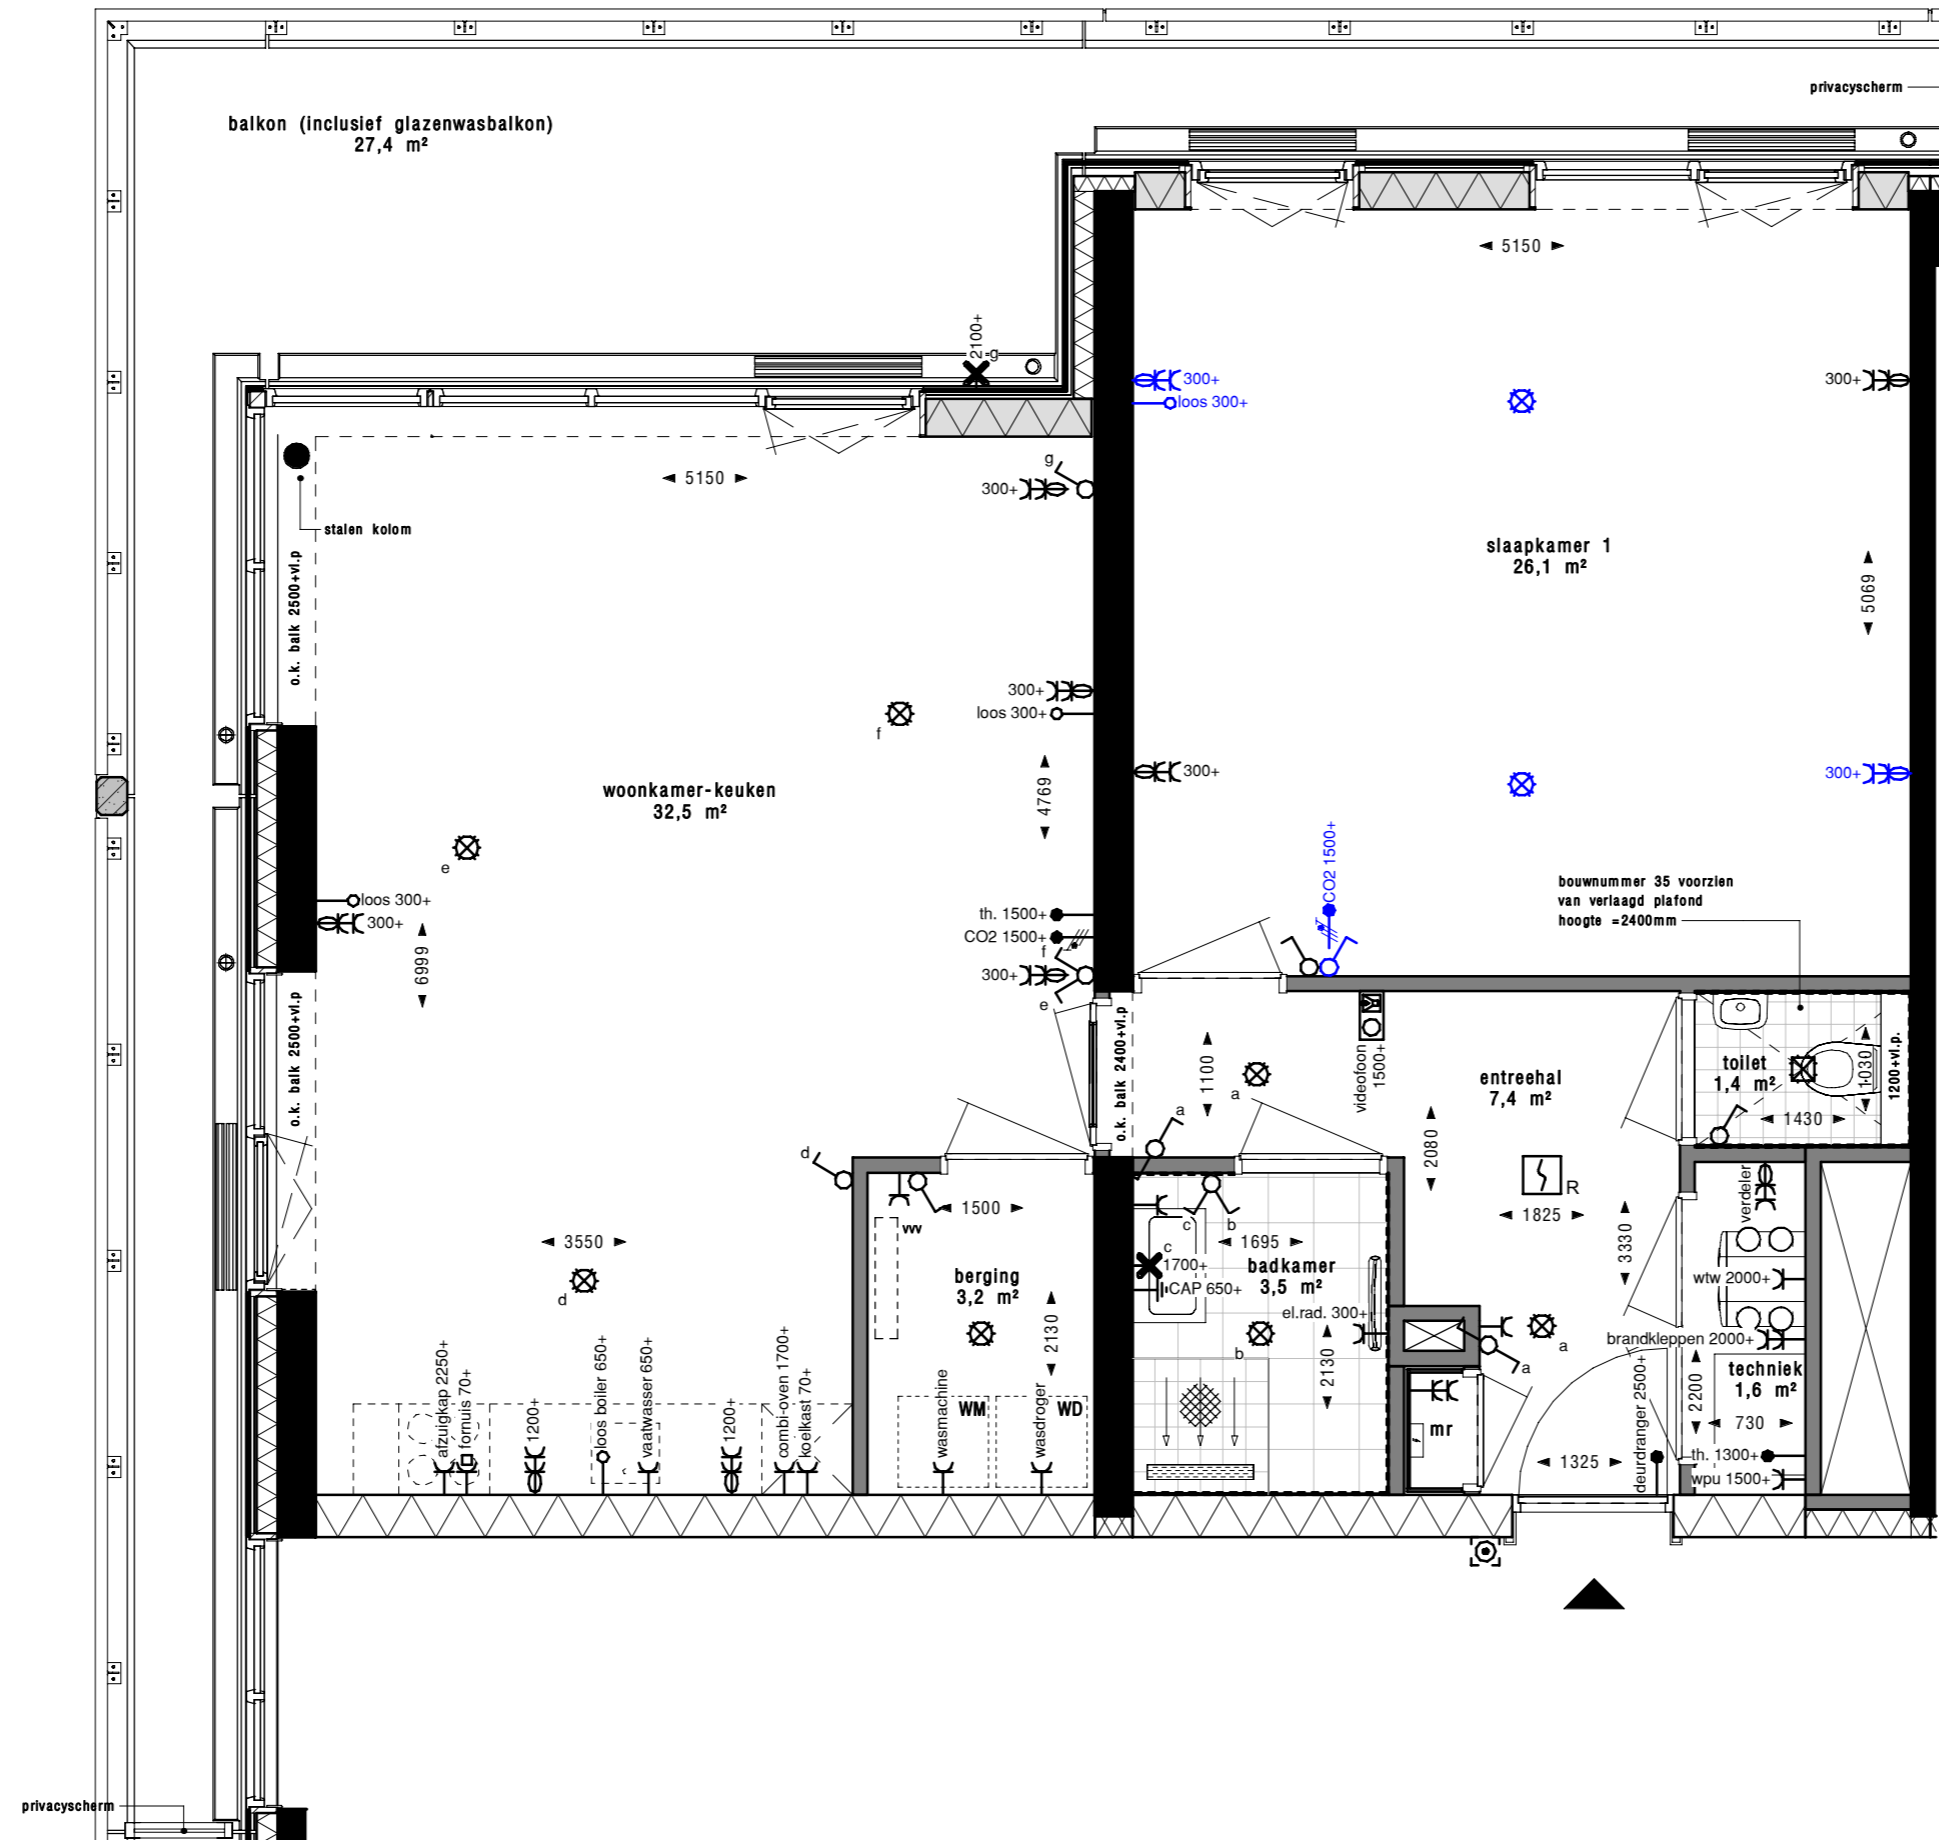 privacyscherm
balkon (inclusief glazenwasbalkon)
27,4 m²
5150
2100+
g
300+
loos 300+
300+
5150
g
300+
stalen kolom
o.k. balk 2500+vl.p
slaapkamer 1
26,1 m²
5069
300+
loos 300+
f
woonkamer-keuken
32,5 m²
4769
300+
300+
e
CO2 1500+
bouwnummer 35 voorzien
van verlaagd plafond
hoogte =2400mm
loos 300+
300+
6999
th. 1500+
CO2 1500+
f
300+
e
o.k. balk 2500+vl.p
o.k. balk 2400+vl.p
1100
a
a
videofoon
1500+
entreehal
7,4 m²
toilet
1,4 m²
1030
1200+vl.p.
1430
2080
d
1500
vvv
c
b
R
1825
verdeler
3550
d
1695
c
1700+
CAP 650+
badkamer
3,5 m²
3330
wtw 2000+
berging
3,2 m²
2130
el.rad. 300+
b
2130
a
a
brandkleppen 2000+
techniek
1,6 m²
2200
730
afzuigkap 2250+
fornuis 70+
1200+
loos boiler 650+
vaatwasser 650+
1200+
combi-oven 1700+
koelkast 70+
wasmachine
WM
wasdroger
WD
mr
1325
deurdranger 2500+
th. 1300+
wpu 1500+
privacyscherm